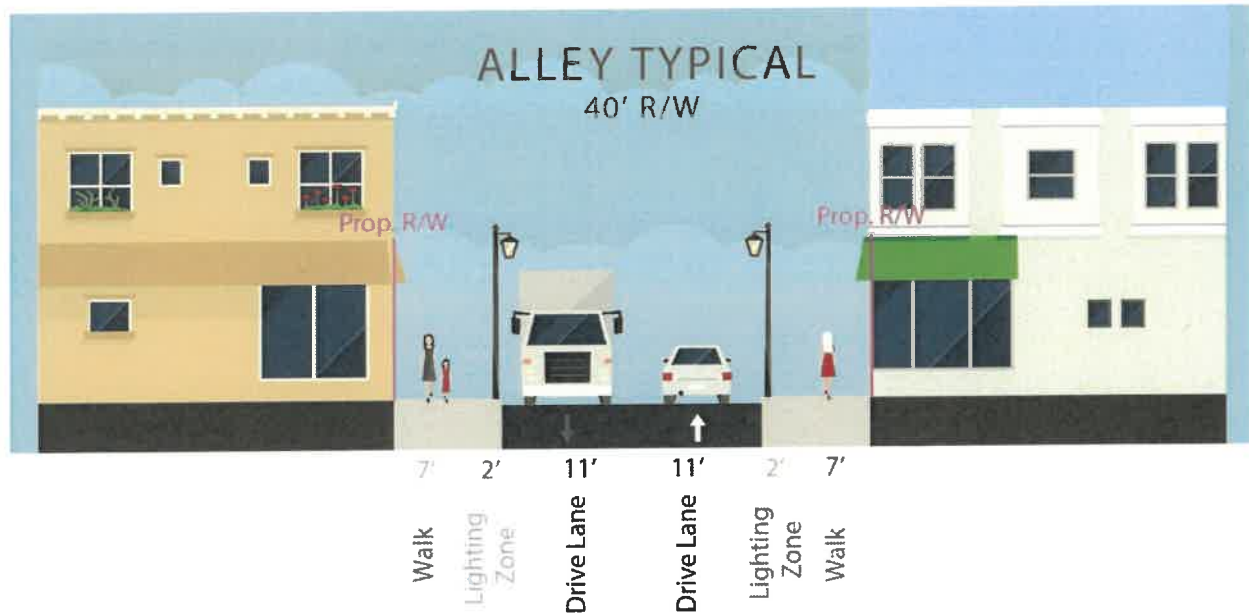 ALLEY TYPICAL
40' R/W
Prop. R/W
Prop. R/W
7'
2'
11'
11'
2'
7'
Walk
Lighting
Zone
Drive Lane
Drive Lane
Lighting
Zone
Walk